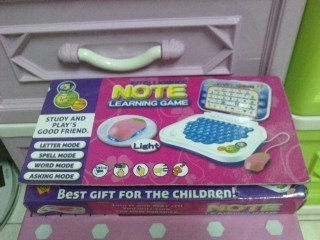 INTELLIGENCE
NOTE
LEARNING GAME
STUDY AND
PLAY'S
GOOD FRIEND.
Light
LETTER MODE
SPELL MODE
WORD MODE
ASKING MODE
BEST GIFT FOR THE CHILDREN!